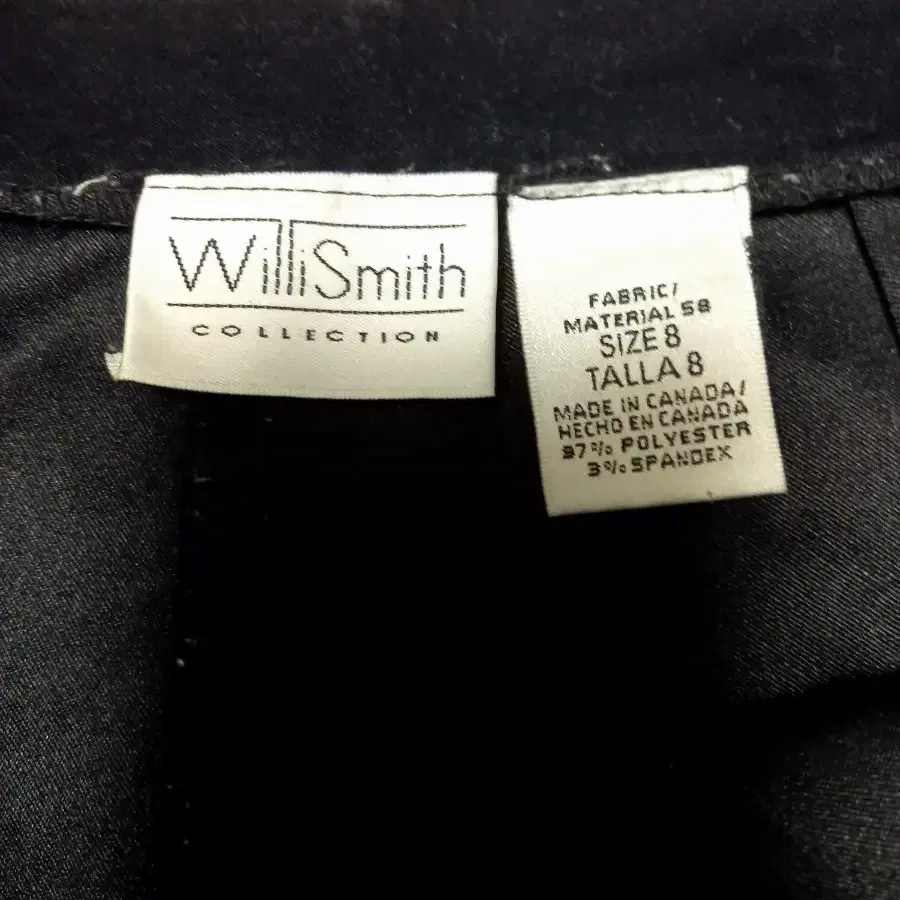 WilliSmith
COLLECTION
FABRIC/
MATERIAL 58
SIZE 8
TALLA 8
MADE IN CANADA/
HECHO EN CANADA
97% POLYESTER
3% SPANDEX